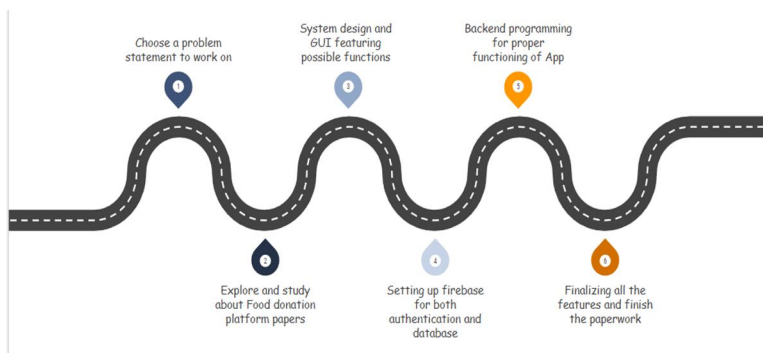 Choose a problem
statement to work on
1
System design and
GUI featuring
possible functions
3
Backend programming
for proper
functioning of App
5
2
Explore and study
about Food donation
platform papers
4
Setting up firebase
for both
authentication and
database
6
Finalizing all the
features and finish
the paperwork